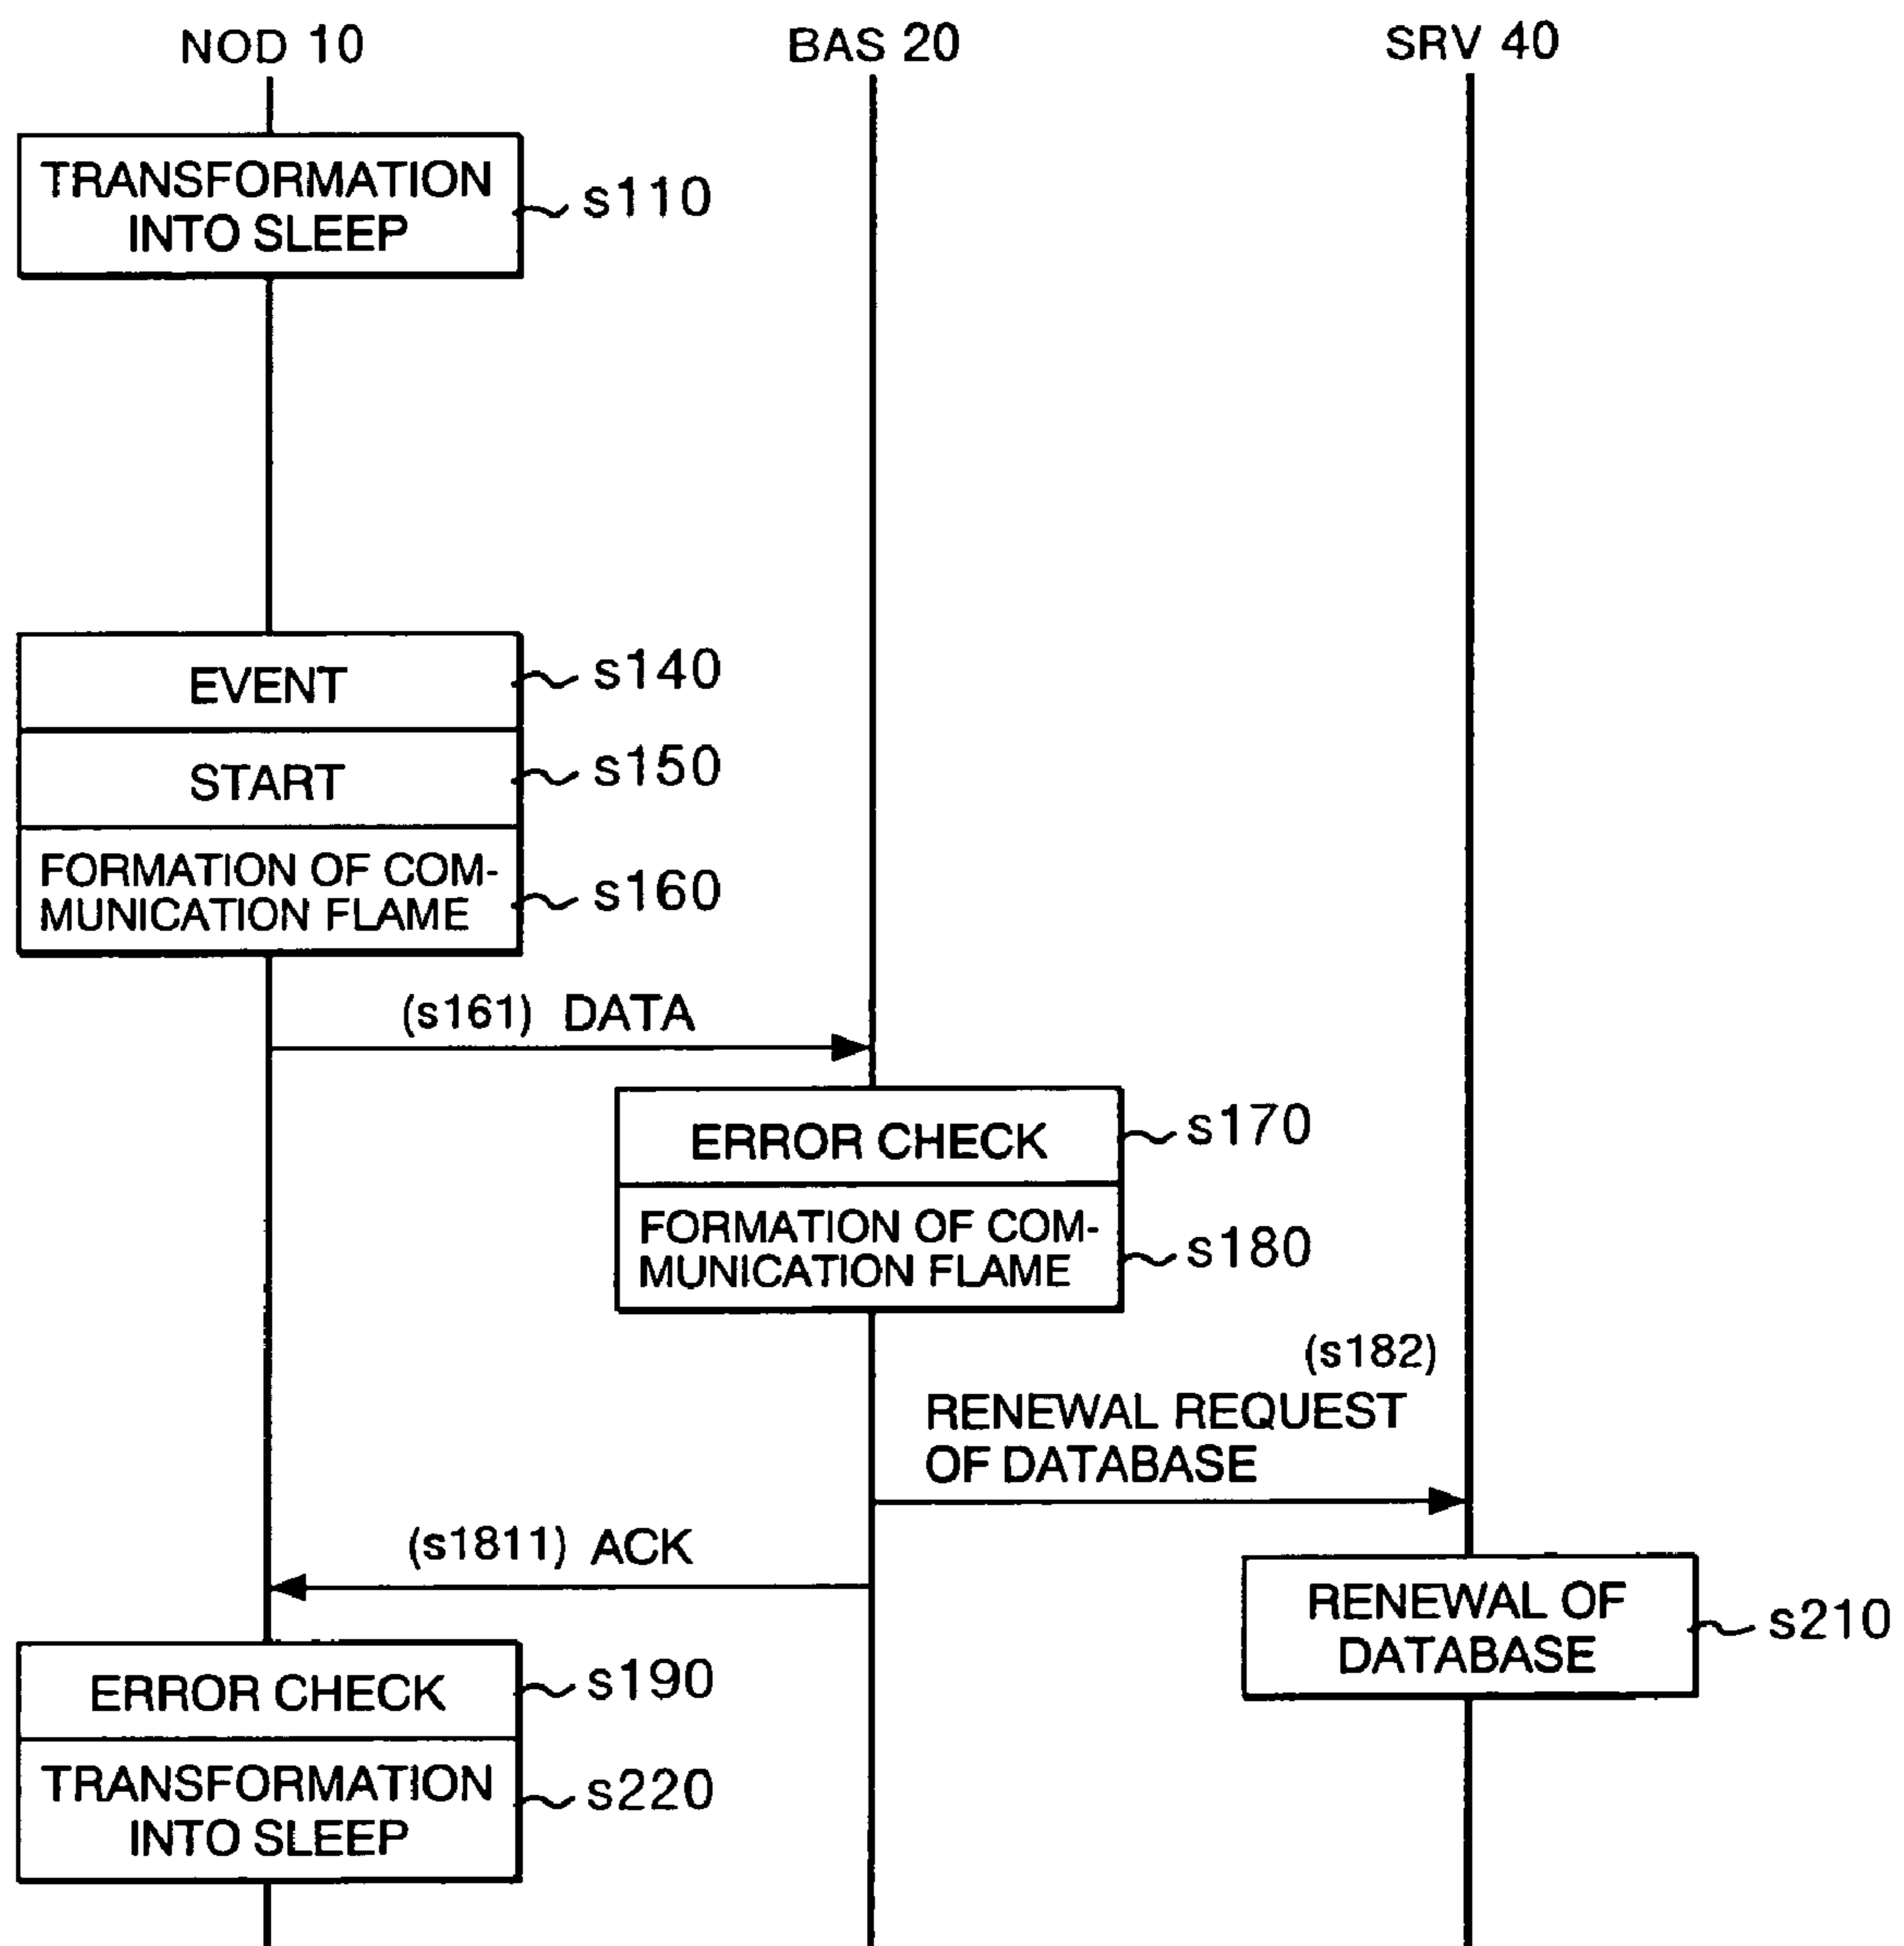 NOD 10
BAS 20
SRV 40
TRANSFORMATION
INTO SLEEP
s110
EVENT
s140
START
s150
FORMATION OF COM-
MUNICATION FLAME
s160
(s161) DATA
ERROR CHECK
s170
FORMATION OF COM-
MUNICATION FLAME
s180
(s182)
RENEWAL REQUEST
OF DATABASE
(s1811) ACK
RENEWAL OF
DATABASE
s210
ERROR CHECK
s190
TRANSFORMATION
INTO SLEEP
s220